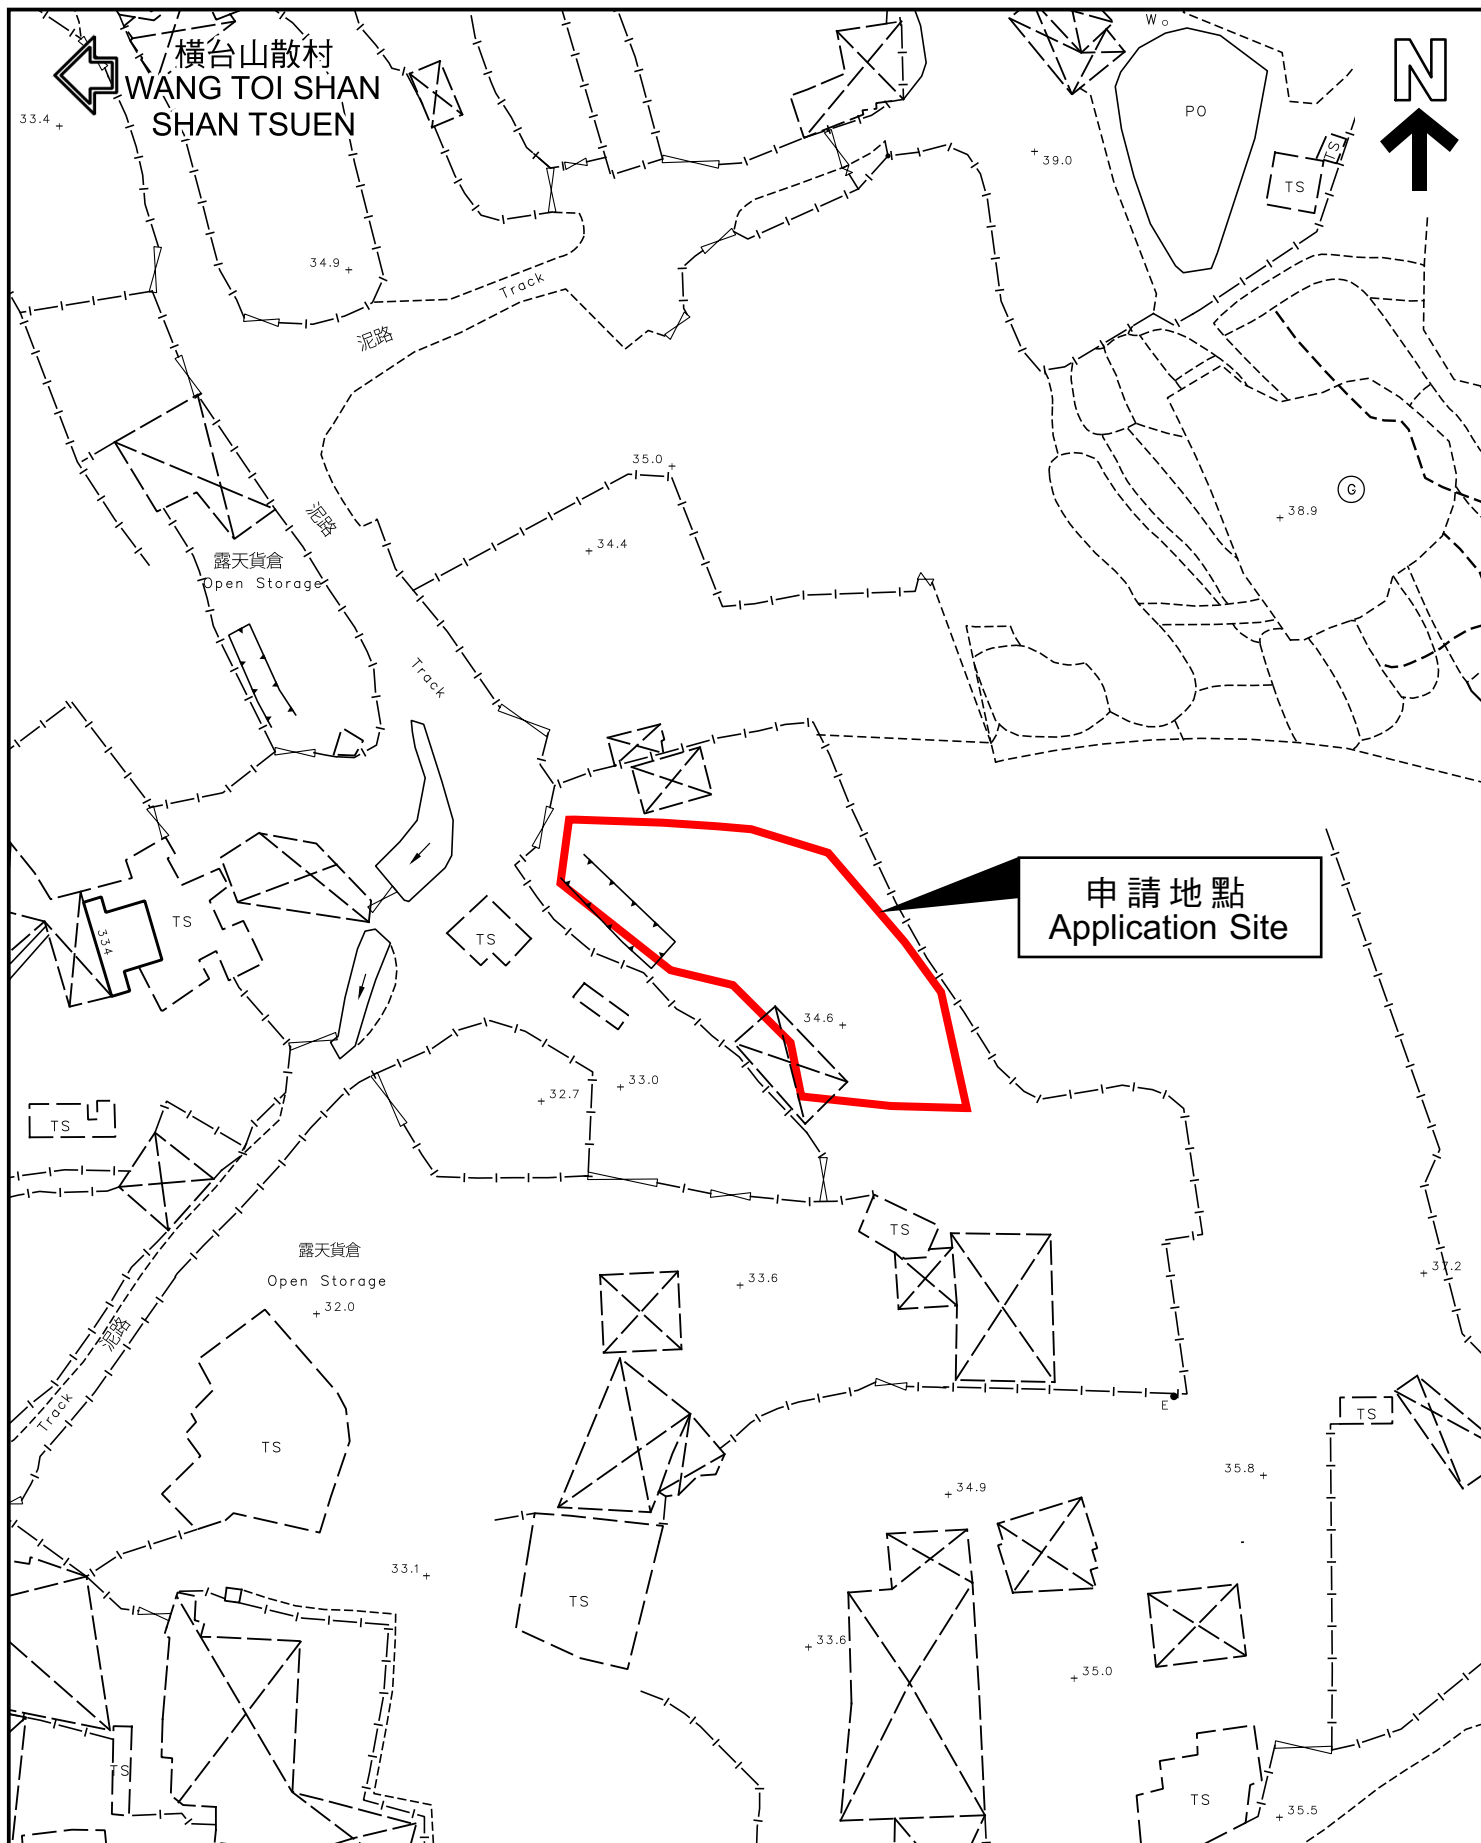 橫台山散村
WANG TOI SHAN
SHAN TSUEN
N
W
PO
33.4
39.0
TS
TS
34.9
Track
泥路
35.0
G
38.9
泥路
34.4
露天貨倉
Open Storage
Track
申請地點
Application Site
TS
334
TS
34.6
32.7
33.0
TS
TS
露天貨倉
Open Storage
33.6
37.2
32.0
泥路
Track
E
TS
TS
35.8
34.9
33.1
TS
33.6
35.0
TS
TS
35.5